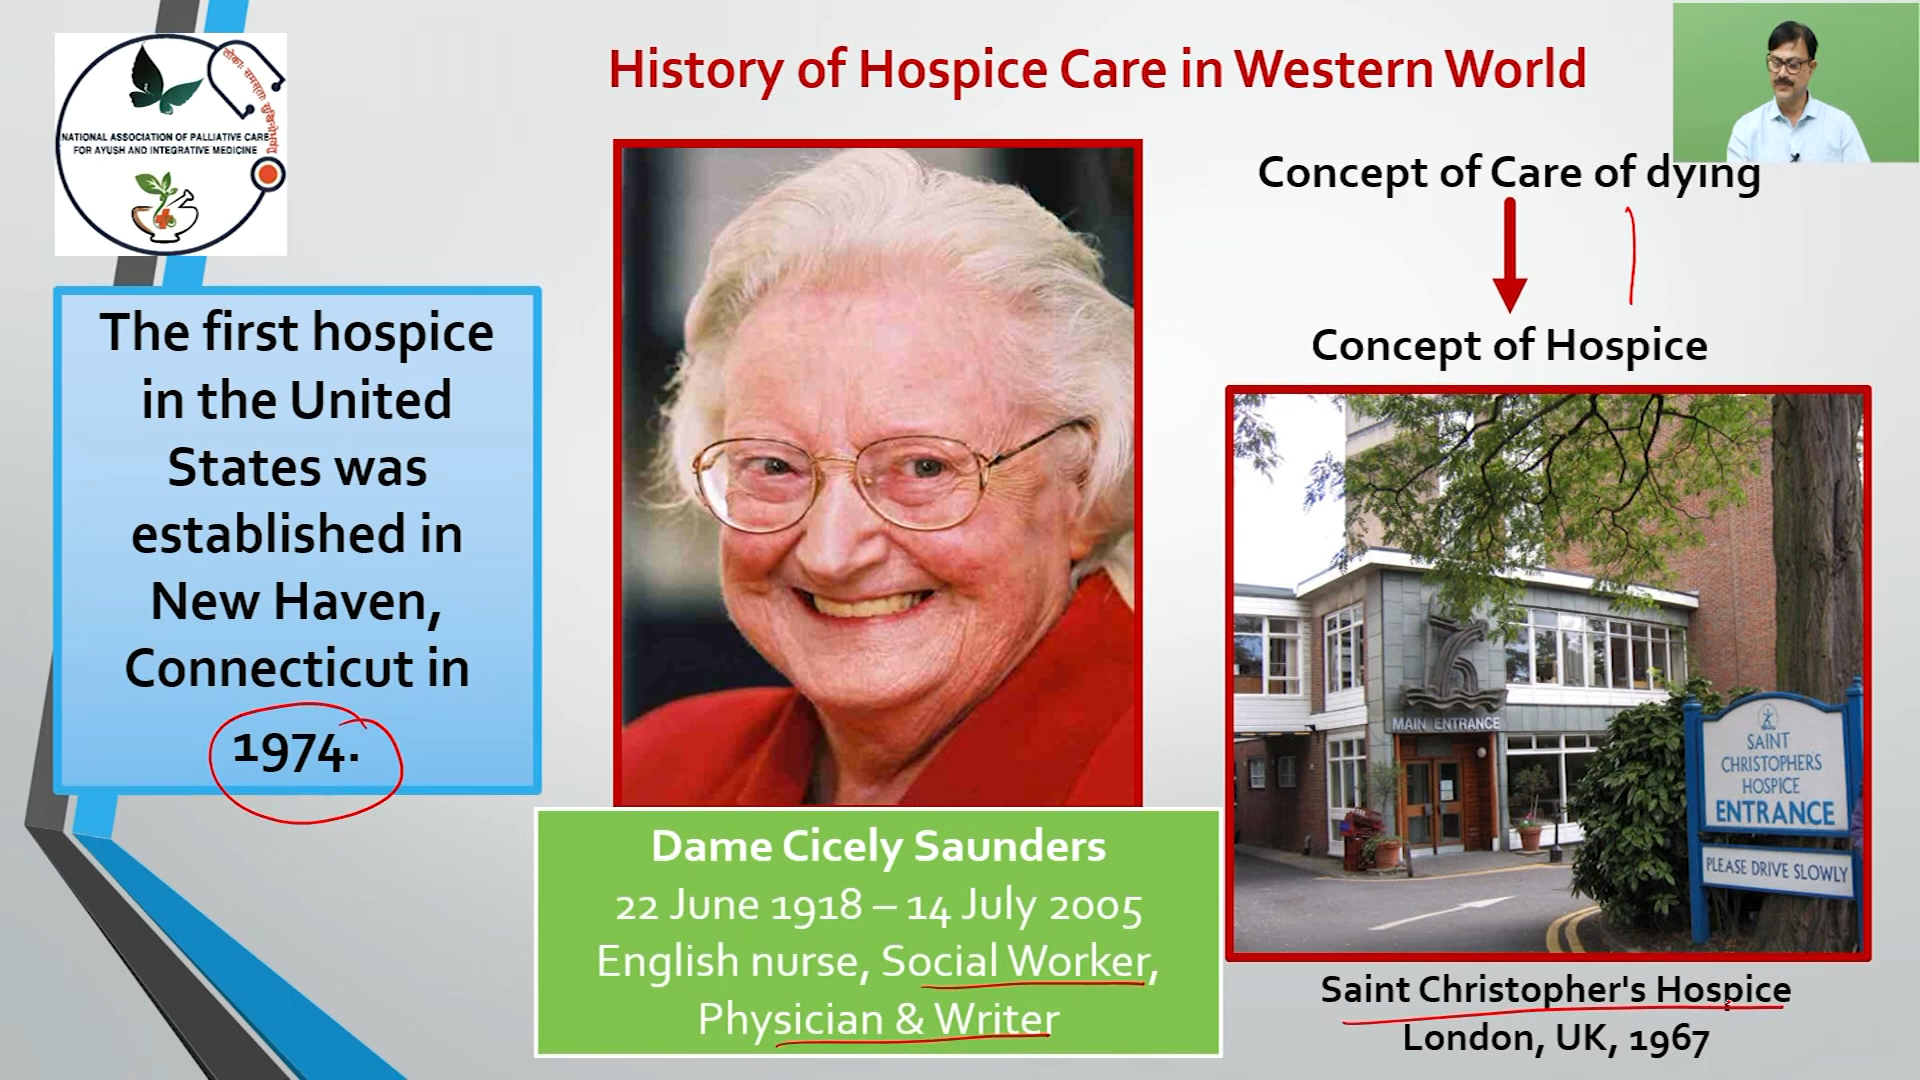 History of Hospice Care in Western World
NATIONAL ASSOCIATION OF PALLIATIVE CARE
FOR AYUSH AND INTEGRATIVE MEDICINE
The first hospice
in the United
States was
established in
New Haven,
Connecticut in
1974.
Dame Cicely Saunders
22 June 1918 – 14 July 2005
English nurse, Social Worker,
Physician & Writer
Concept of Care of dying
Concept of Hospice
MAIN ENTRANCE
SAINT
CHRISTOPHER'S
HOSPICE
ENTRANCE
PLEASE DRIVE SLOWLY
Saint Christopher's Hospice
London, UK, 1967